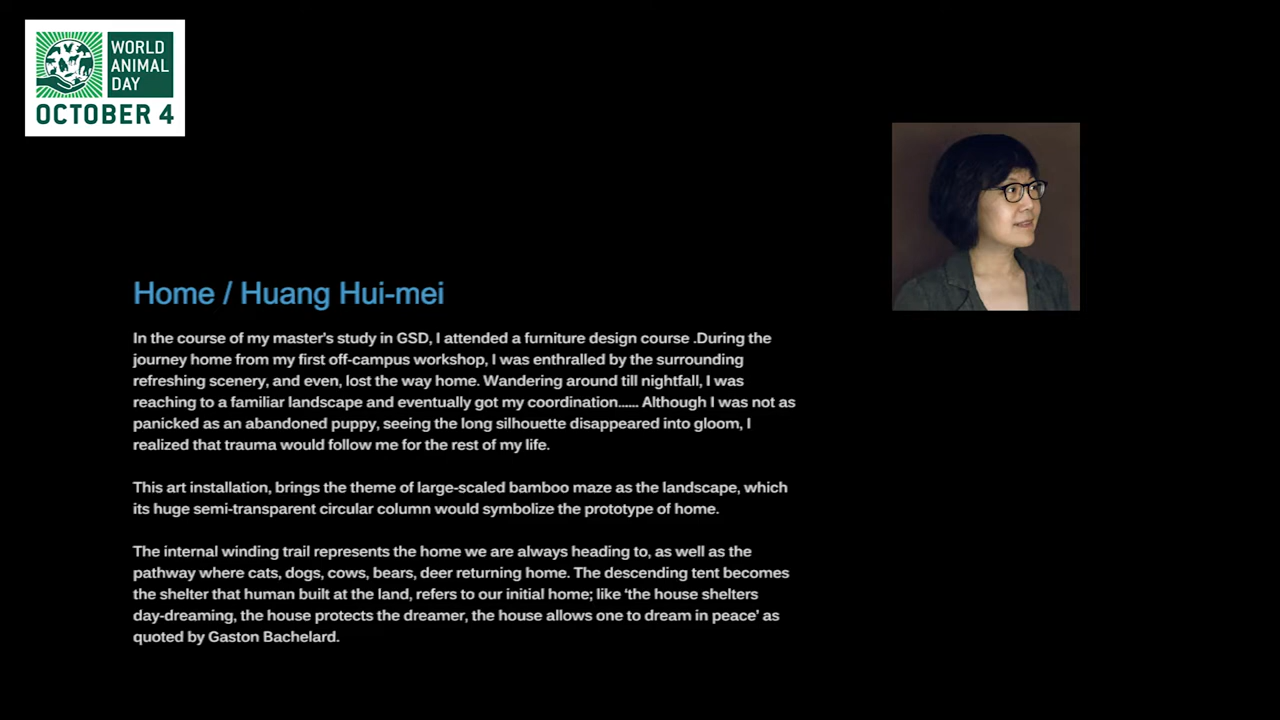 WORLD
ANIMAL
DAY
OCTOBER 4
Home / Huang Hui-mei
In the course of my master's study in GSD, I attended a furniture design course .During the
journey home from my first off-campus workshop, I was enthralled by the surrounding
refreshing scenery, and even, lost the way home. Wandering around till nightfall, I was
reaching to a familiar landscape and eventually got my coordination...... Although I was not as
panicked as an abandoned puppy, seeing the long silhouette disappeared into gloom, I
realized that trauma would follow me for the rest of my life.
This art installation, brings the theme of large-scaled bamboo maze as the landscape, which
its huge semi-transparent circular column would symbolize the prototype of home.
The internal winding trail represents the home we are always heading to, as well as the
pathway where cats, dogs, cows, bears, deer returning home. The descending tent becomes
the shelter that human built at the land, refers to our initial home; like ‘the house shelters
day-dreaming, the house protects the dreamer, the house allows one to dream in peace’ as
quoted by Gaston Bachelard.